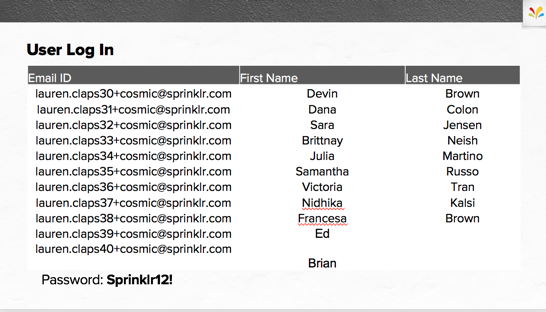 User Log In
Email ID First Name Last Name
lauren.claps30+cosmic@sprinklr.com Devin Brown
lauren.claps31+cosmic@sprinklr.com Dana Colon
lauren.claps32+cosmic@sprinklr.com Sara Jensen
lauren.claps33+cosmic@sprinklr.com Brittnay Neish
lauren.claps34+cosmic@sprinklr.com Julia Martino
lauren.claps35+cosmic@sprinklr.com Samantha Russo
lauren.claps36+cosmic@sprinklr.com Victoria Tran
lauren.claps37+cosmic@sprinklr.com Nidhika Kalsi
lauren.claps38+cosmic@sprinklr.com Francesa Brown
lauren.claps39+cosmic@sprinklr.com Ed
lauren.claps40+cosmic@sprinklr.com
Brian
Password: Sprinklr12!